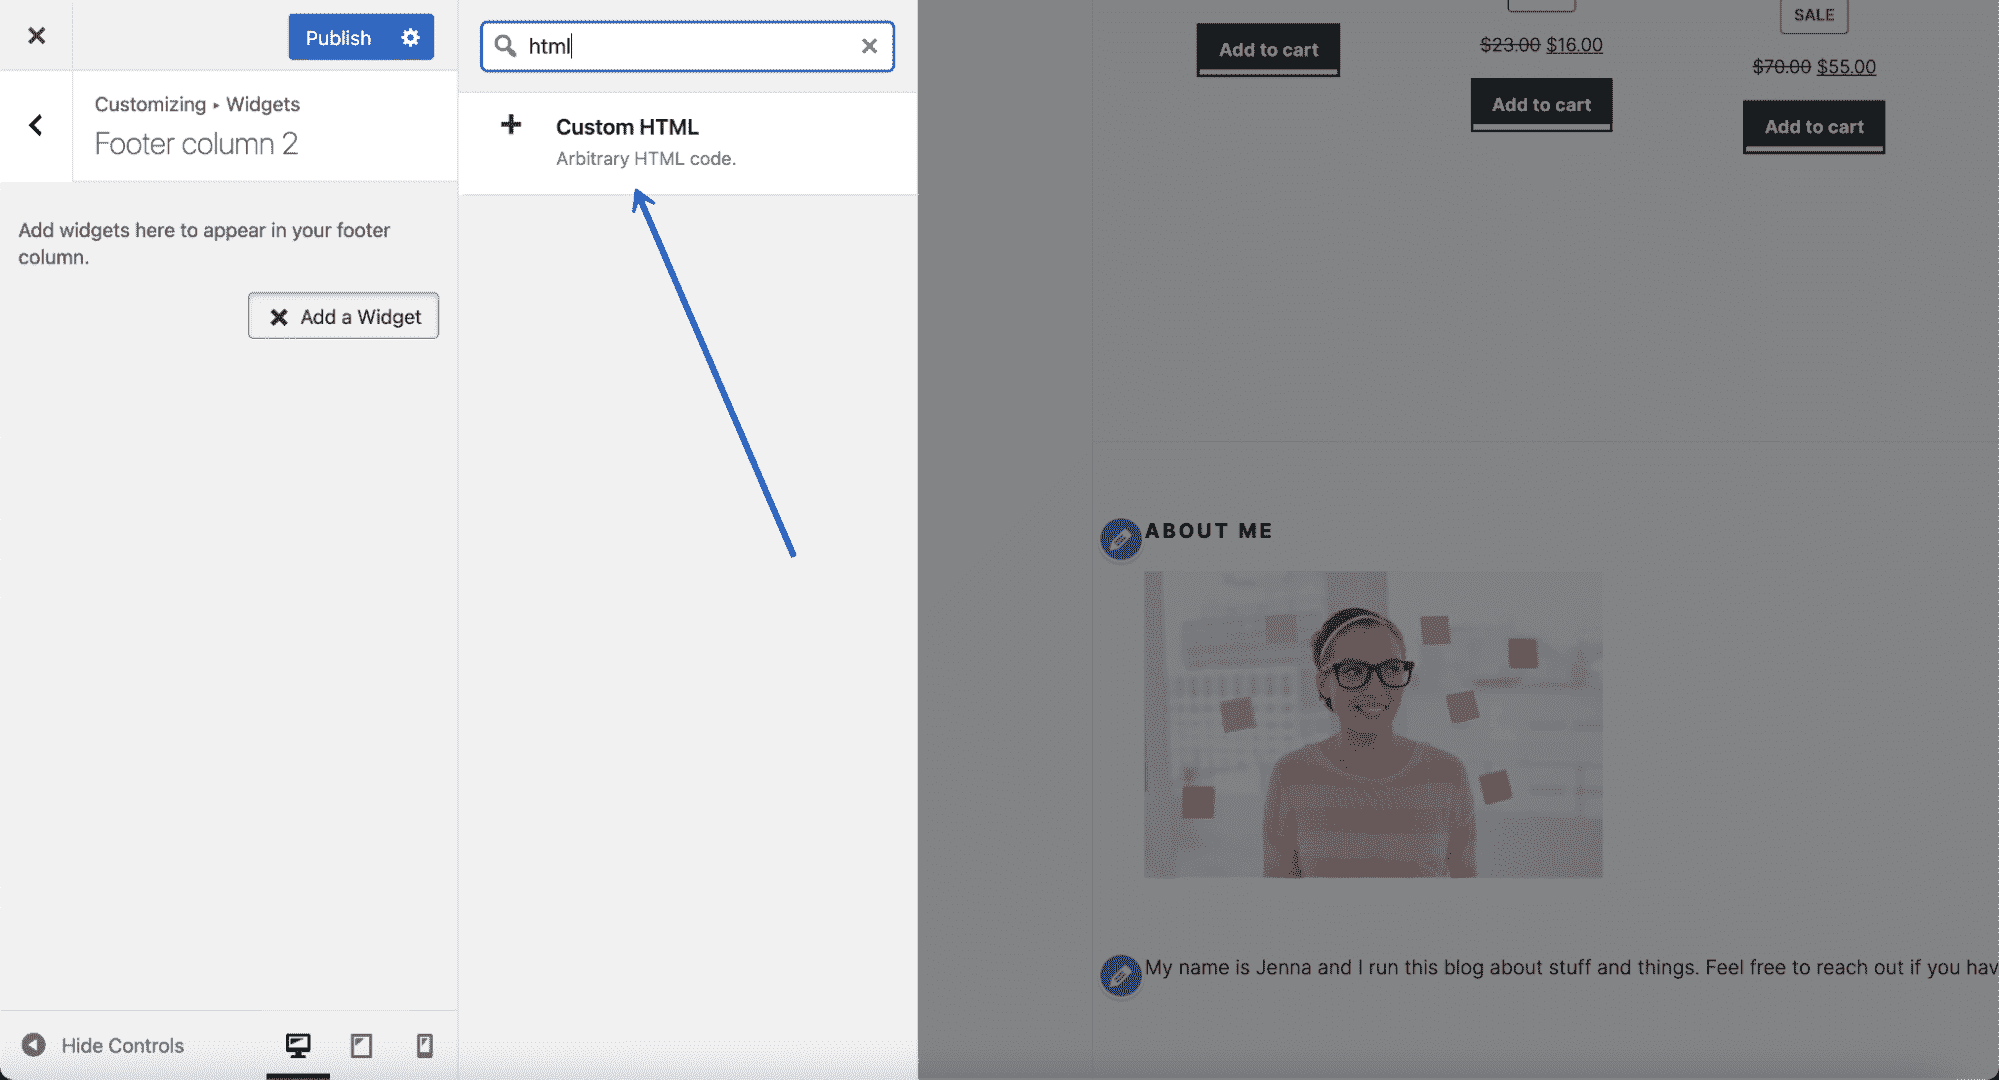 Publish
Customizing ▸ Widgets
Footer column 2
Add widgets here to appear in your footer
column.
Add a Widget
Hide Controls
html
Custom HTML
Arbitrary HTML code.
Add to cart
$23.00 $16.00
Add to cart
SALE
$70.00 $55.00
Add to cart
ABOUT ME
My name is Jenna and I run this blog about stuff and things. Feel free to reach out if you hav